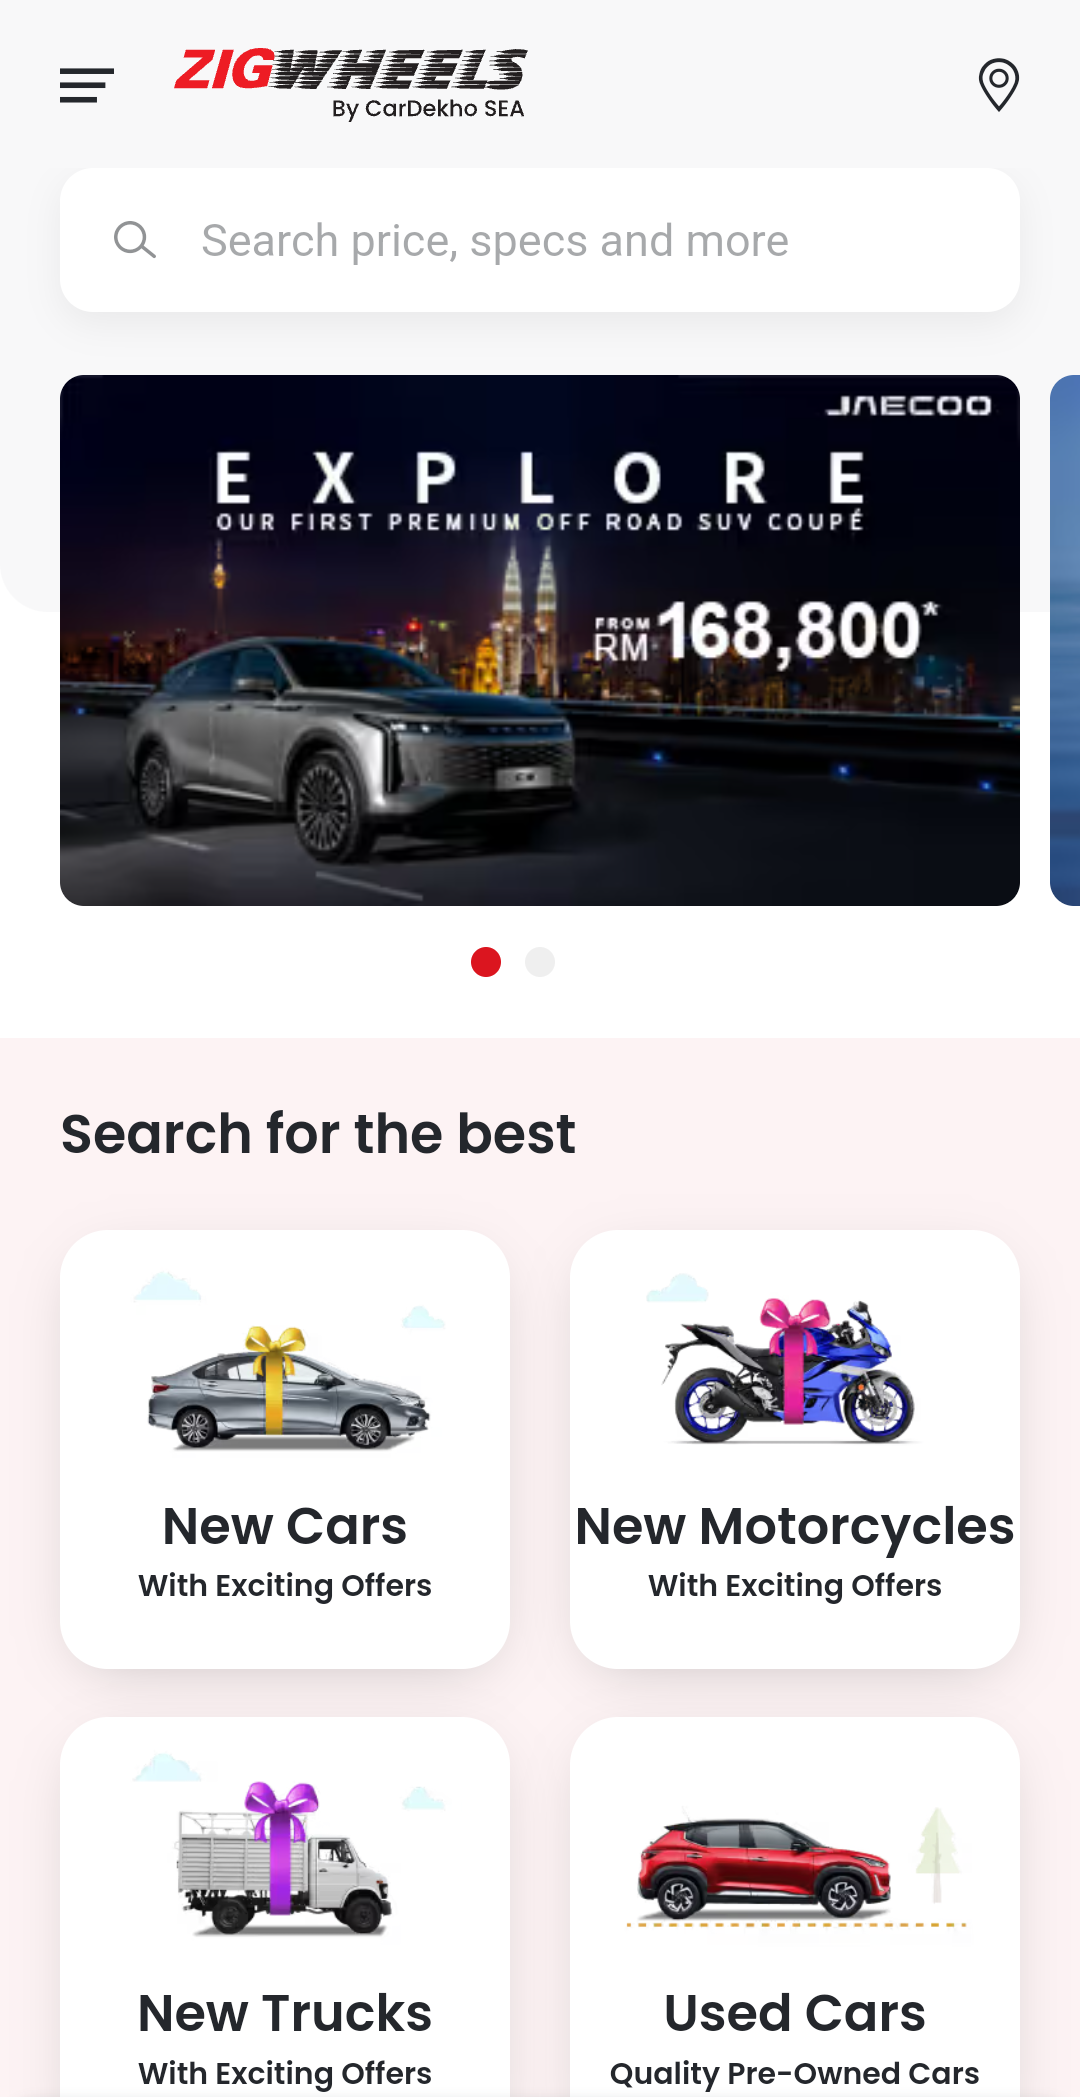 ZIGWHEELS
By CarDekho SEA
Search price, specs and more
JAECOO
EXPLORE
OUR FIRST PREMIUM OFF ROAD SUV COUPÉ
FROM
RM 168,800*
Search for the best
New Cars
With Exciting Offers
New Motorcycles
With Exciting Offers
New Trucks
With Exciting Offers
Used Cars
Quality Pre-Owned Cars